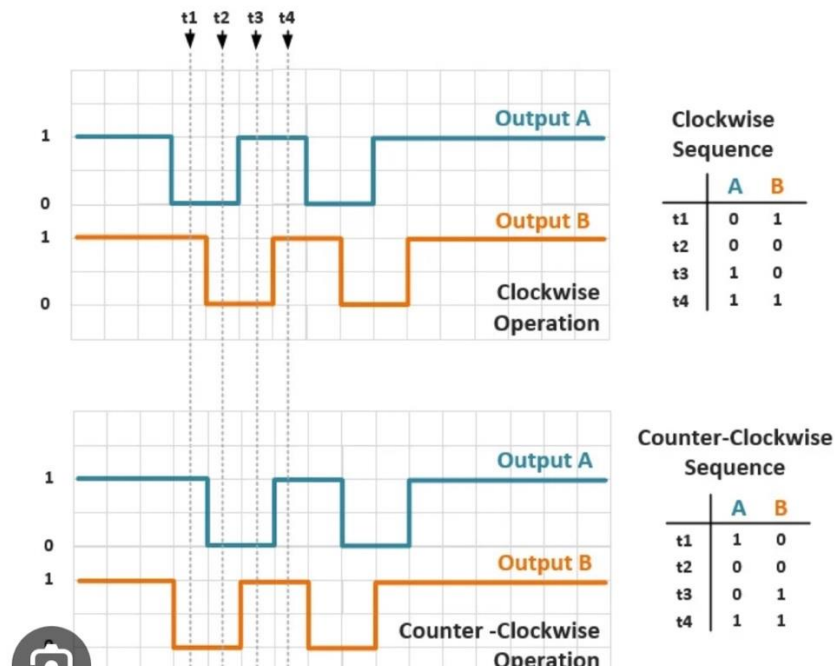 t1 t2 t3 t4
1
Output A
0
1
Output B
0
Clockwise
Operation
Clockwise
Sequence
A B
t1 0 1
t2 0 0
t3 1 0
t4 1 1
1
Output A
0
1
Output B
Counter -Clockwise
Operation
Counter-Clockwise
Sequence
A B
t1 1 0
t2 0 0
t3 0 1
t4 1 1